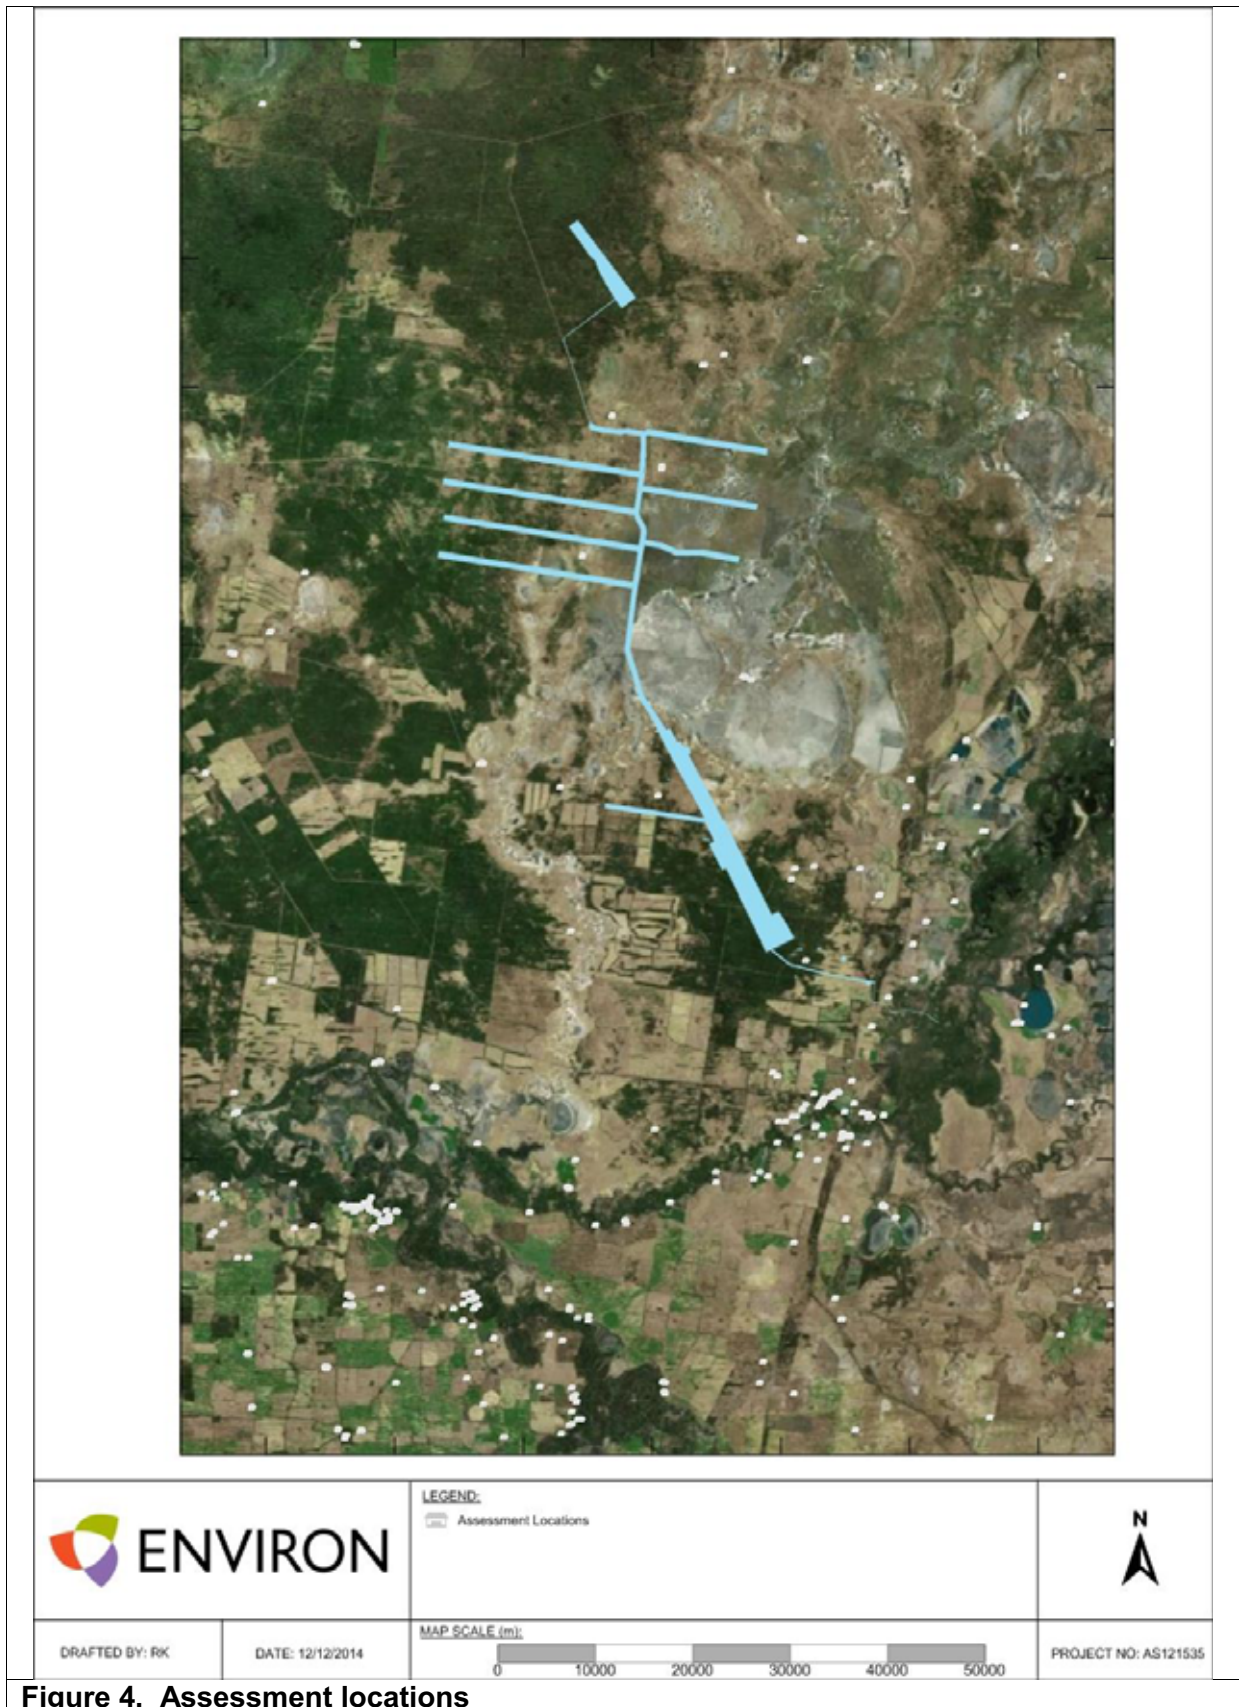 ENVIRON
LEGEND:
Assessment Locations
N
DRAFTED BY: RK
DATE: 12/12/2014
MAP SCALE (m):
0 10000 20000 30000 40000 50000
PROJECT NO: AS121535
Figure 4. Assessment locations